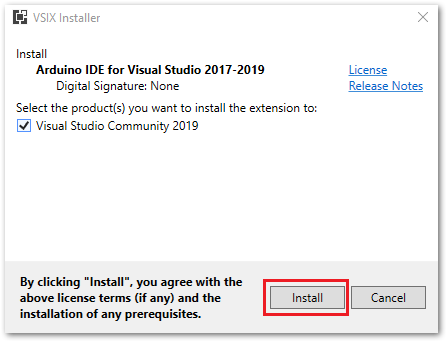 VSIX Installer
Install
Arduino IDE for Visual Studio 2017-2019
License
Digital Signature: None
Release Notes
Select the product(s) you want to install the extension to:
Visual Studio Community 2019
By clicking "Install", you agree with the
above license terms (if any) and the
installation of any prerequisites.
Install
Cancel